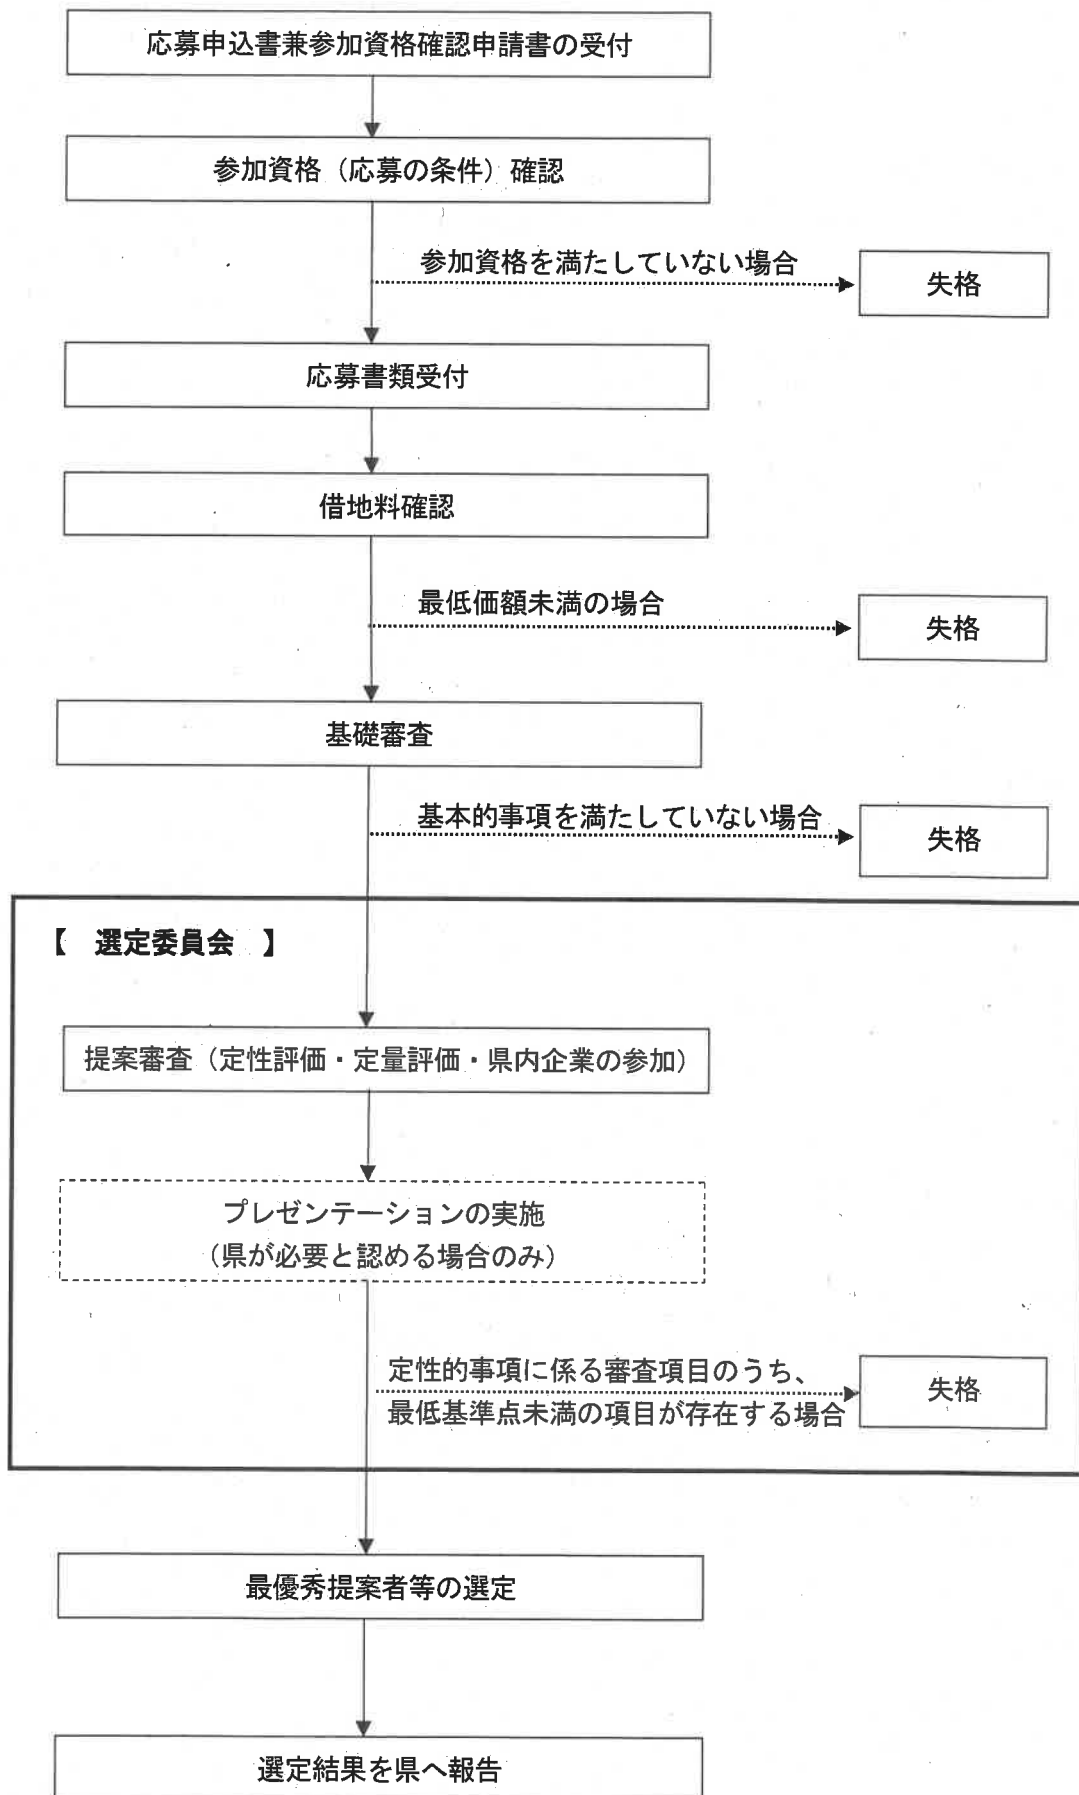 応募申込書兼参加資格確認申請書の受付
参加資格（応募の条件）確認
参加資格を満たしていない場合
失格
応募書類受付
借地料確認
最低価額未満の場合
失格
基礎審査
基本的事項を満たしていない場合
失格
【　選定委員会　】
提案審査（定性評価・定量評価・県内企業の参加）
プレゼンテーションの実施
（県が必要と認める場合のみ）
定性的事項に係る審査項目のうち、
最低基準点未満の項目が存在する場合
失格
最優秀提案者等の選定
選定結果を県へ報告